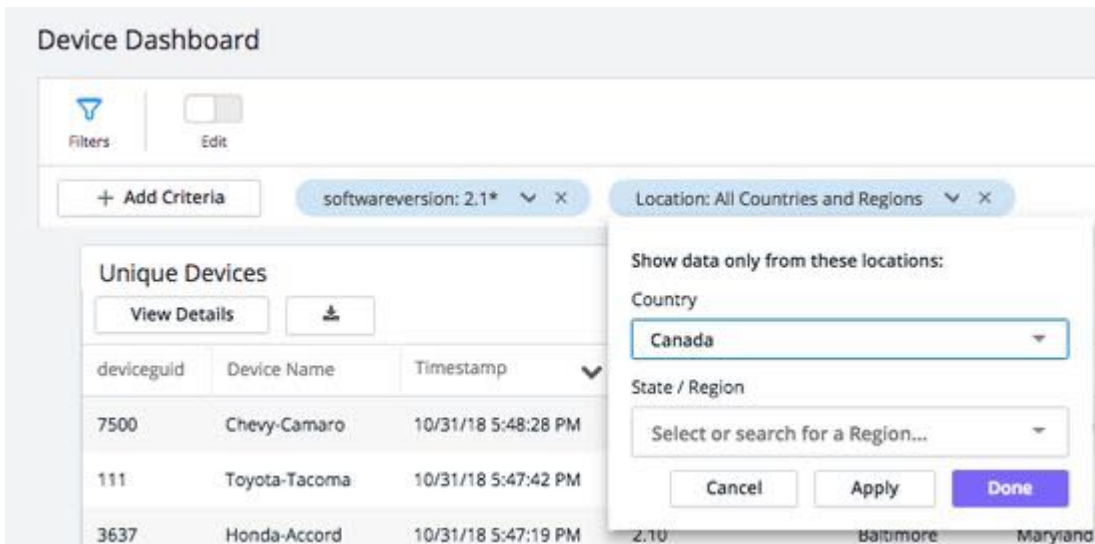 Device Dashboard
Filters
Edit
+ Add Criteria
softwareversion: 2.1*
Location: All Countries and Regions
Unique Devices
View Details
deviceguid Device Name Timestamp
7500 Chevy-Camaro 10/31/18 5:48:28 PM
111 Toyota-Tacoma 10/31/18 5:47:42 PM
3637 Honda-Accord 10/31/18 5:47:19 PM 2.10 Baltimore Maryland
Show data only from these locations:
Country
Canada
State / Region
Select or search for a Region...
Cancel Apply Done